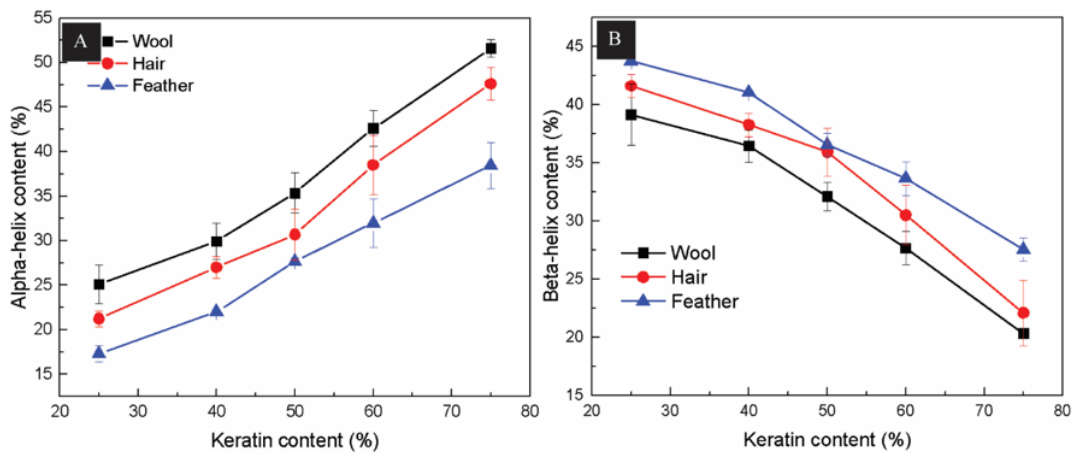 A
Wool
Hair
Feather
Alpha-helix content (%)
55
50
45
40
35
30
25
20
15
20 30 40 50 60 70 80
Keratin content (%)
B
Beta-helix content (%)
45
40
35
30
25
20
15
Wool
Hair
Feather
20 30 40 50 60 70 80
Keratin content (%)